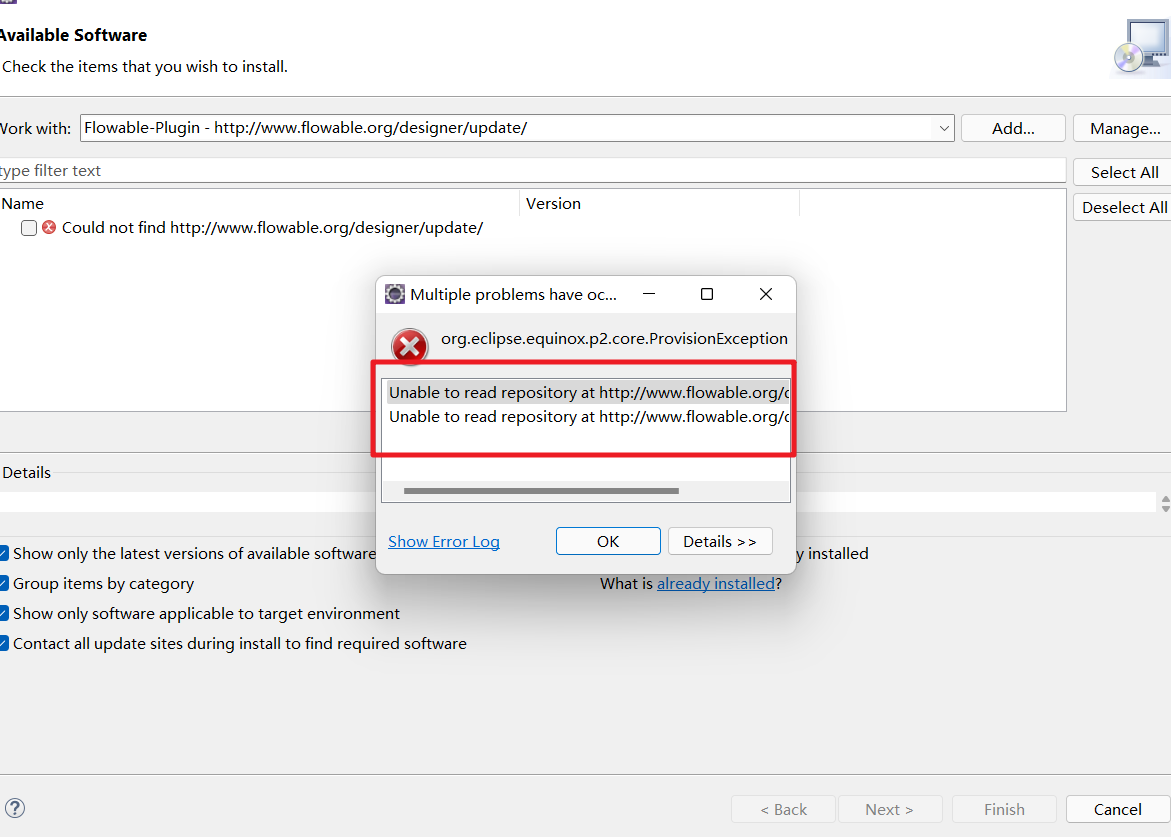 Available Software
Check the items that you wish to install.
Work with: Flowable-Plugin - http://www.flowable.org/designer/update/ Add... Manage...
type filter text
Select All
Name Version
Deselect All
Could not find http://www.flowable.org/designer/update/
Multiple problems have oc...
org.eclipse.equinox.p2.core.ProvisionException
Unable to read repository at http://www.flowable.org/
Unable to read repository at http://www.flowable.org/
Details
Show Error Log OK Details >>
Show only the latest versions of available software y installed
Group items by category What is already installed?
Show only software applicable to target environment
Contact all update sites during install to find required software
? < Back Next > Finish Cancel